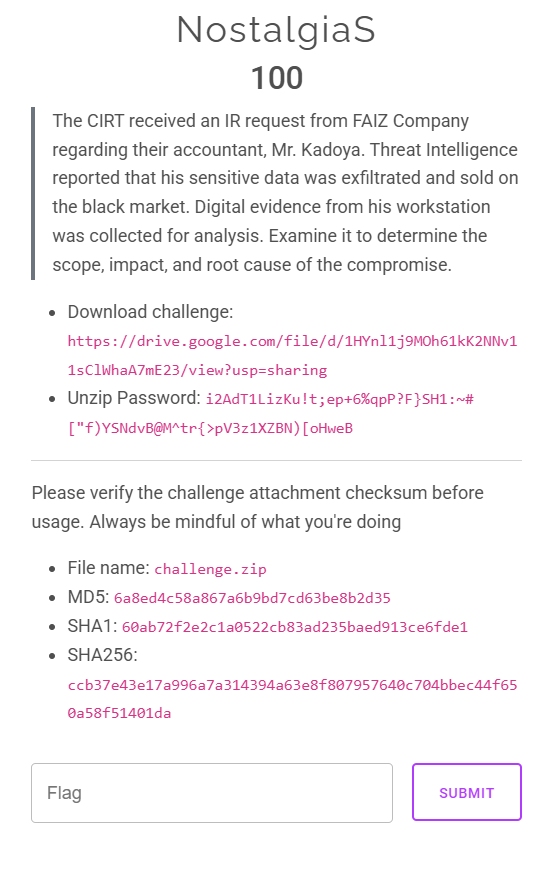 NostalgiaS
100
The CIRT received an IR request from FAIZ Company
regarding their accountant, Mr. Kadoya. Threat Intelligence
reported that his sensitive data was exfiltrated and sold on
the black market. Digital evidence from his workstation
was collected for analysis. Examine it to determine the
scope, impact, and root cause of the compromise.
Download challenge:
https://drive.google.com/file/d/1HYnl1j9MOh61kK2NNv1
1sClWhaA7mE23/view?usp=sharing
Unzip Password: i2AdT1LizKu!t;ep+6%qpP?F}SH1:~#
["f)YSNdvB@M^tr{>pV3z1XZBN)[oHweB
Please verify the challenge attachment checksum before
usage. Always be mindful of what you're doing
File name: challenge.zip
MD5: 6a8ed4c58a867a6b9bd7cd63be8b2d35
SHA1: 60ab72f2e2c1a0522cb83ad235baed913ce6fde1
SHA256:
ccb37e43e17a996a7a314394a63e8f807957640c704bbec44f65
0a58f51401da
Flag
SUBMIT